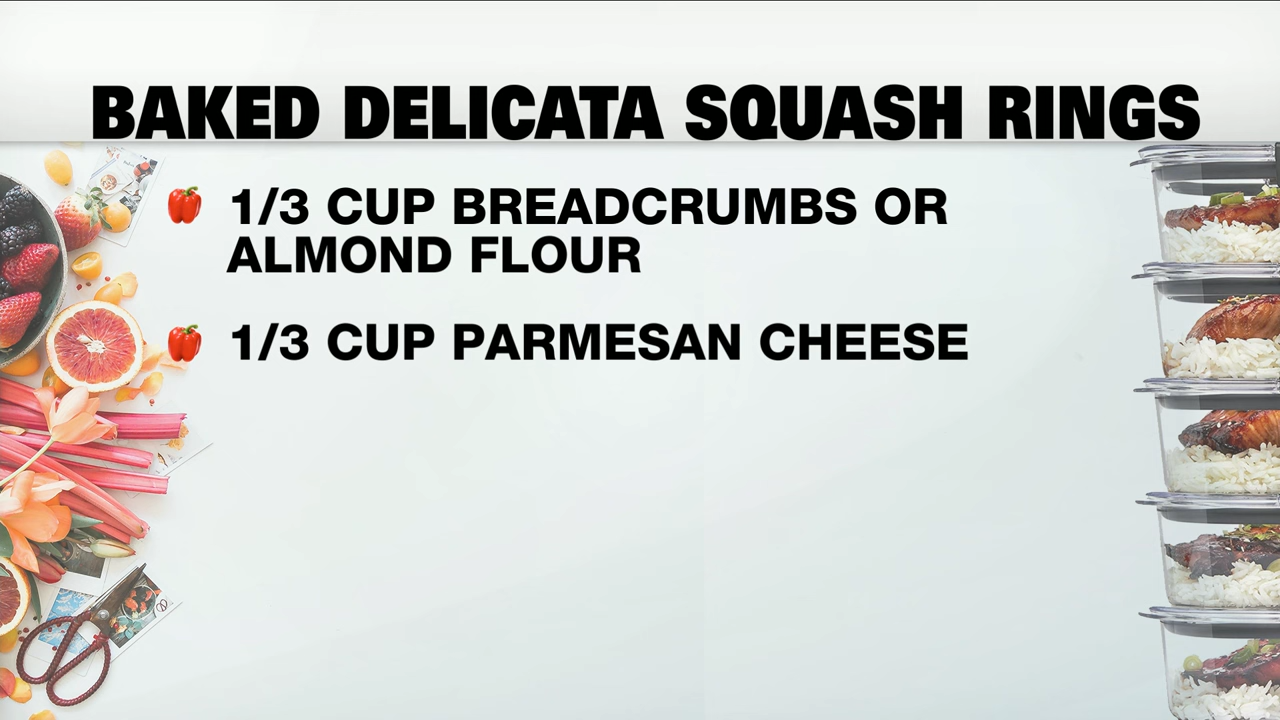 BAKED DELICATA SQUASH RINGS
1/3 CUP BREADCRUMBS OR
ALMOND FLOUR
1/3 CUP PARMESAN CHEESE